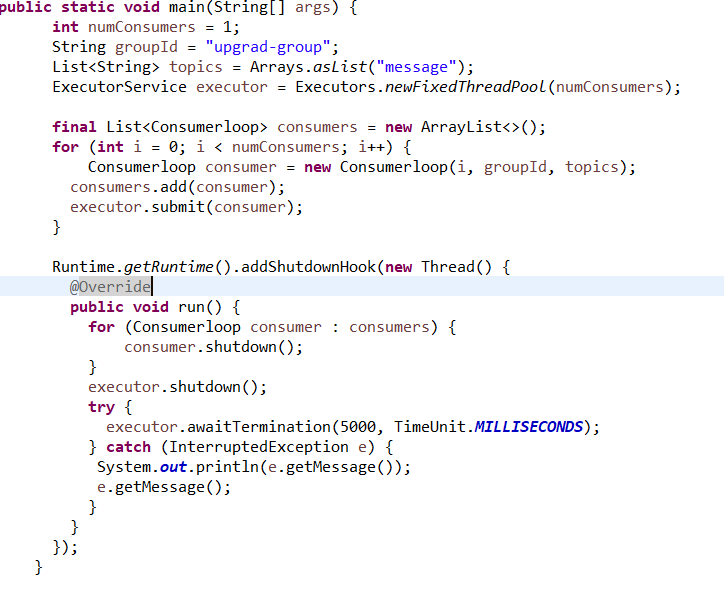 public static void main(String[] args) {
int numConsumers = 1;
String groupId = "upgrad-group";
List<String> topics = Arrays.asList("message");
ExecutorService executor = Executors.newFixedThreadPool(numConsumers);
final List<Consumerloop> consumers = new ArrayList<>();
for (int i = 0; i < numConsumers; i++) {
Consumerloop consumer = new Consumerloop(i, groupId, topics);
consumers.add(consumer);
executor.submit(consumer);
}
Runtime.getRuntime().addShutdownHook(new Thread() {
@Override
public void run() {
for (Consumerloop consumer : consumers) {
consumer.shutdown();
}
executor.shutdown();
try {
executor.awaitTermination(5000, TimeUnit.MILLISECONDS);
} catch (InterruptedException e) {
System.out.println(e.getMessage());
e.getMessage();
}
}
});
}